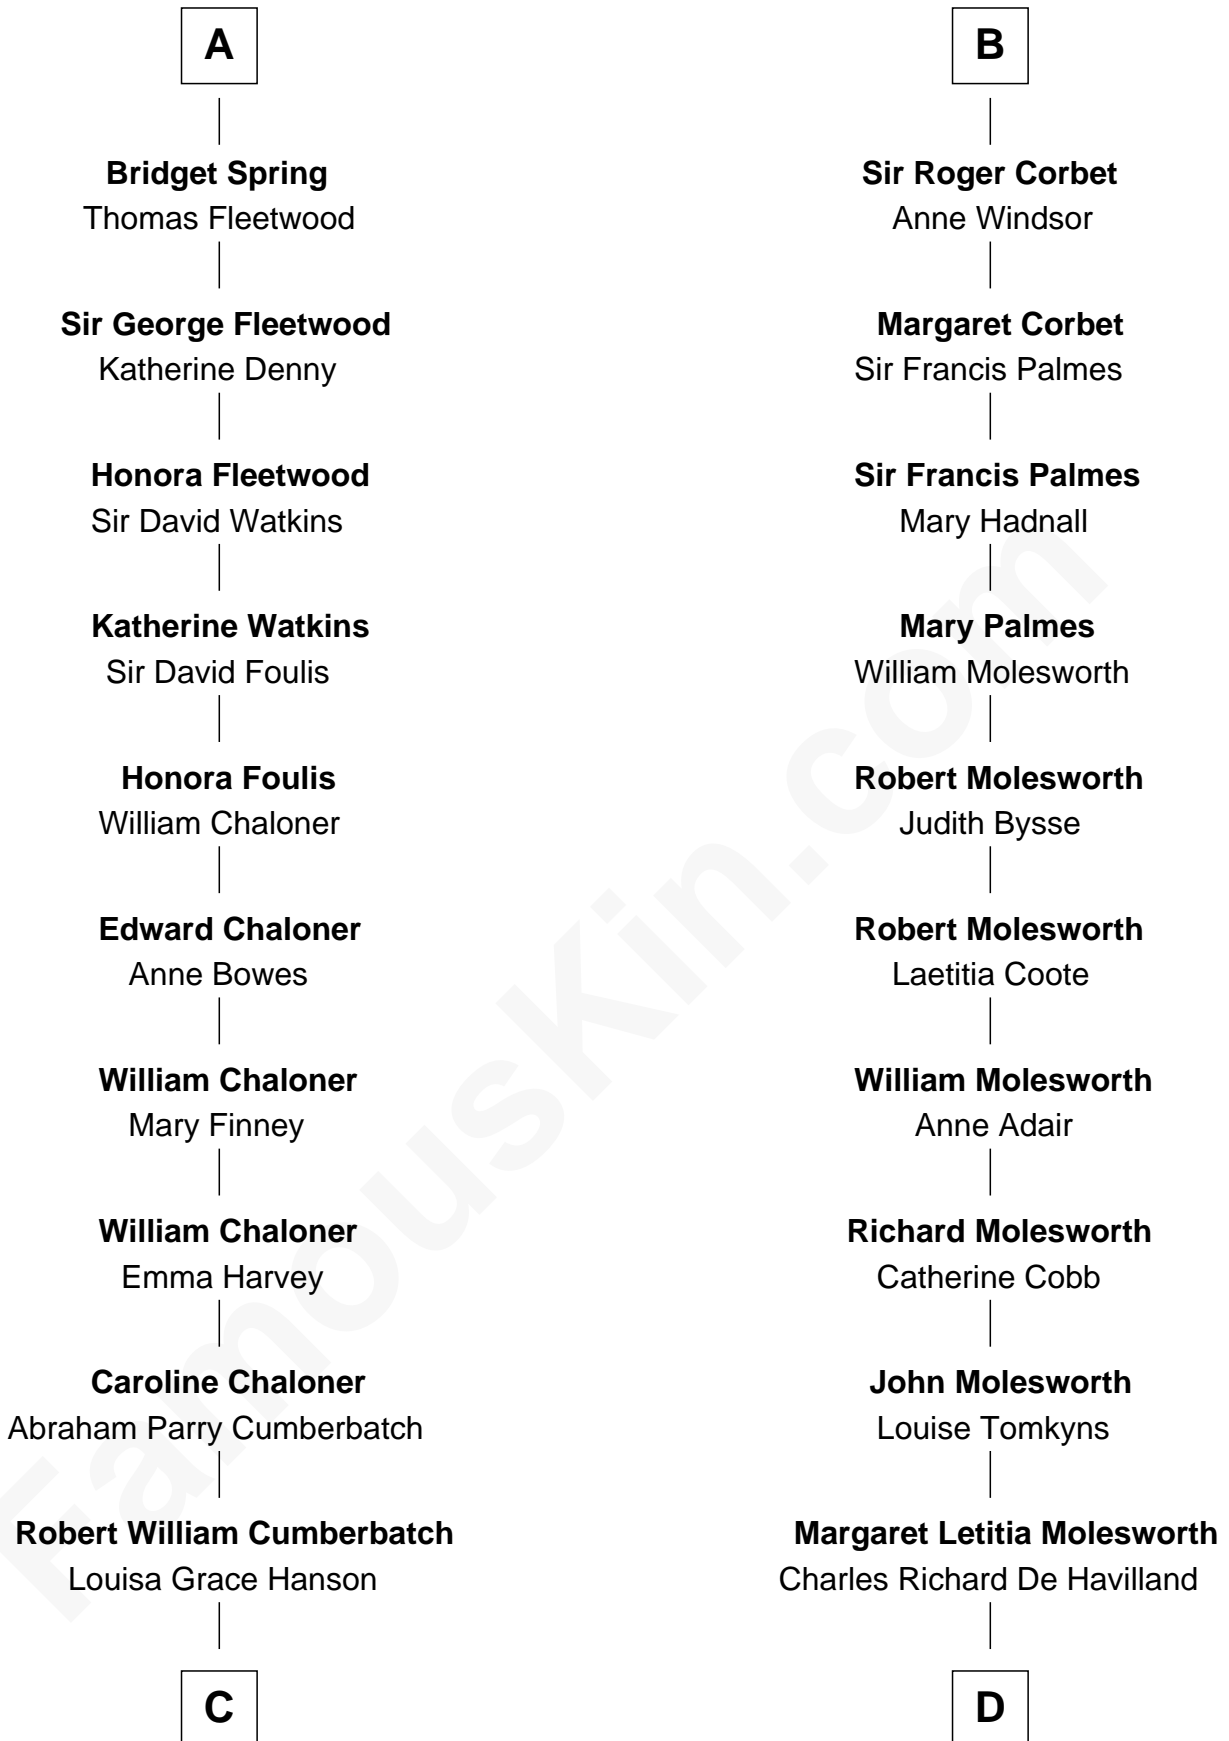 A
Bridget Spring
Thomas Fleetwood
Sir George Fleetwood
Katherine Denny
Honora Fleetwood
Sir David Watkins
Katherine Watkins
Sir David Foulis
Honora Foulis
William Chaloner
Edward Chaloner
Anne Bowes
William Chaloner
Mary Finney
William Chaloner
Emma Harvey
Caroline Chaloner
Abraham Parry Cumberbatch
Robert William Cumberbatch
Louisa Grace Hanson
C
B
Sir Roger Corbet
Anne Windsor
Margaret Corbet
Sir Francis Palmes
Sir Francis Palmes
Mary Hadnall
Mary Palmes
William Molesworth
Robert Molesworth
Judith Bysse
Robert Molesworth
Laetitia Coote
William Molesworth
Anne Adair
Richard Molesworth
Catherine Cobb
John Molesworth
Louise Tomkyns
Margaret Letitia Molesworth
Charles Richard De Havilland
D
FamousKin.com